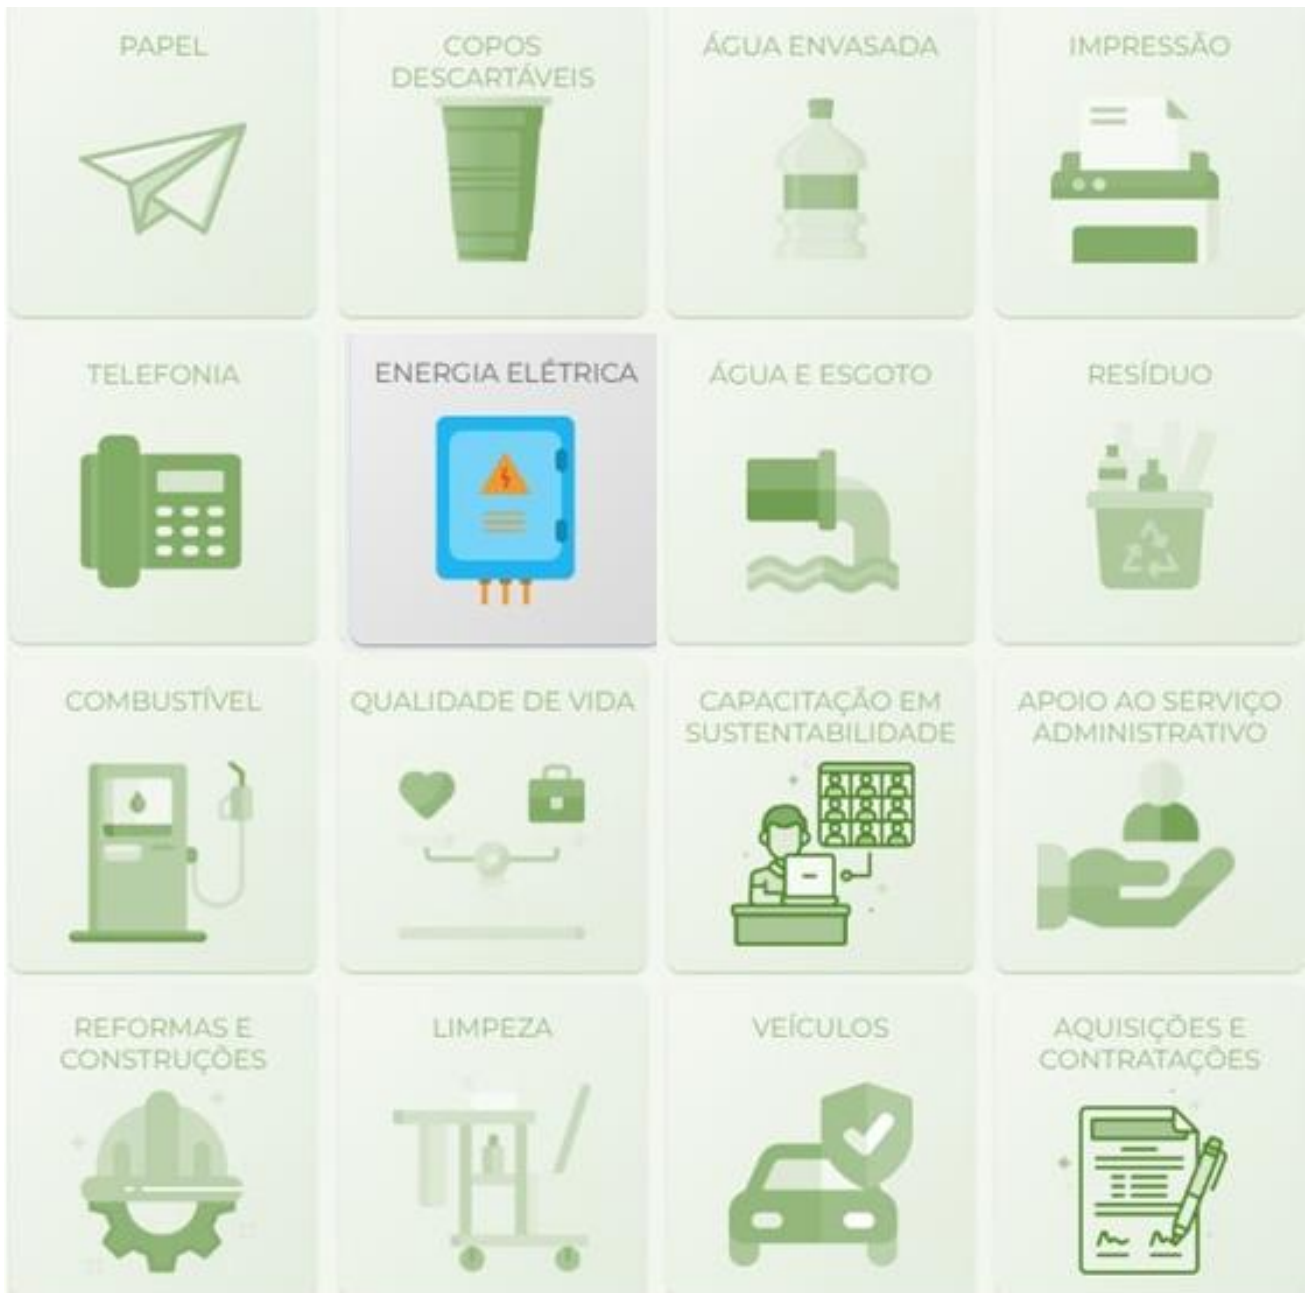 PAPEL
COPOS
DESCARTÁVEIS
ÁGUA ENVASADA
IMPRESSÃO
TELEFONIA
ENERGIA ELÉTRICA
ÁGUA E ESGOTO
RESÍDUO
COMBUSTÍVEL
QUALIDADE DE VIDA
CAPACITAÇÃO EM
SUSTENTABILIDADE
APOIO AO SERVIÇO
ADMINISTRATIVO
REFORMAS E
CONSTRUÇÕES
LIMPEZA
VEÍCULOS
AQUISIÇÕES E
CONTRATAÇÕES